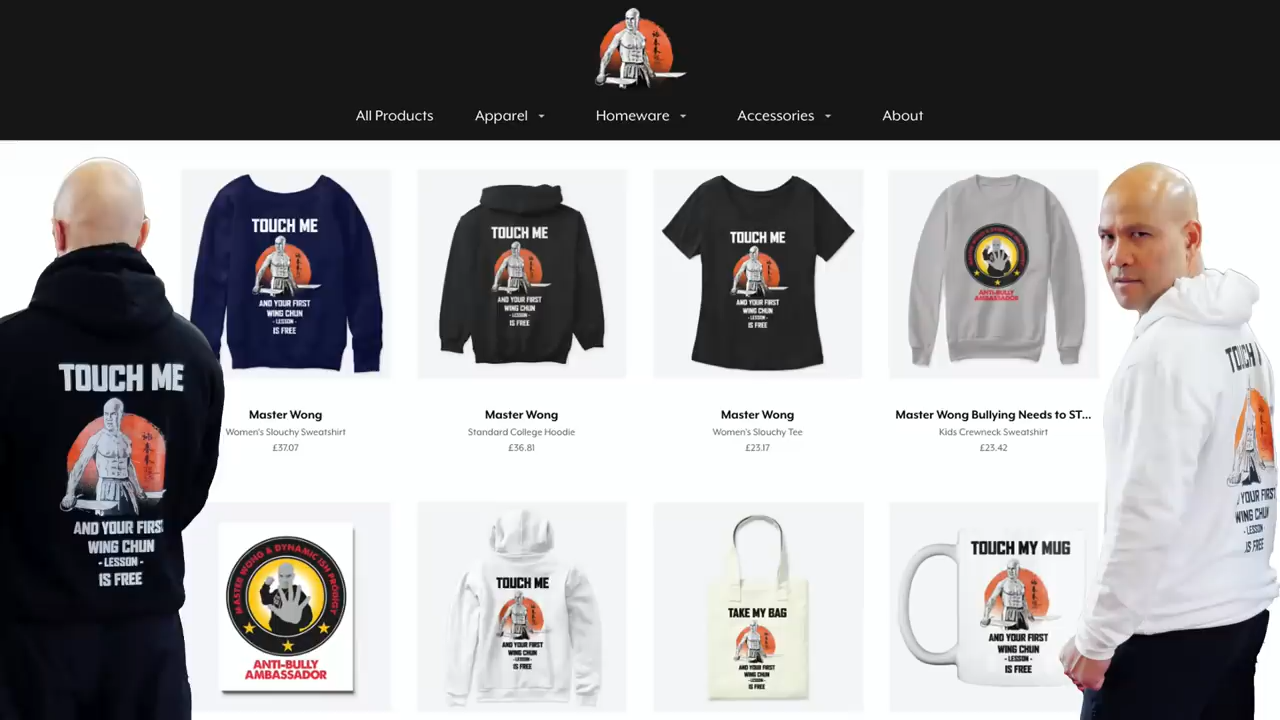 All Products
Apparel
Homeware
Accessories
About
TOUCH ME
AND YOUR FIRST
WING CHUN
- LESSON -
IS FREE
TOUCH ME
AND YOUR FIRST
WING CHUN
- LESSON -
IS FREE
TOUCH ME
AND YOUR FIRST
WING CHUN
- LESSON -
IS FREE
ANTI-BULLY
AMBASSADOR
Master Wong
Women's Slouchy Sweatshirt
£37.07
Master Wong
Standard College Hoodie
£36.81
Master Wong
Women's Slouchy Tee
£23.17
Master Wong Bullying Needs to ST...
Kids Crewneck Sweatshirt
£23.42
TOUCH ME
AND YOUR FIRS
WING CHUN
- LESSON -
IS FREE
TOUCH
YOUR FIRST
WING CHUN
- LESSON -
IS FREE
MASTER WONG & DYNAMIC ISH PRODIGY
ANTI-BULLY
AMBASSADOR
TOUCH ME
AND YOUR FIRST
WING CHUN
- LESSON -
IS FREE
TAKE MY BAG
AND YOUR FIRST
WING CHUN
- LESSON -
IS FREE
TOUCH MY MUG
AND YOUR FIRST
WING CHUN
- LESSON -
IS FREE